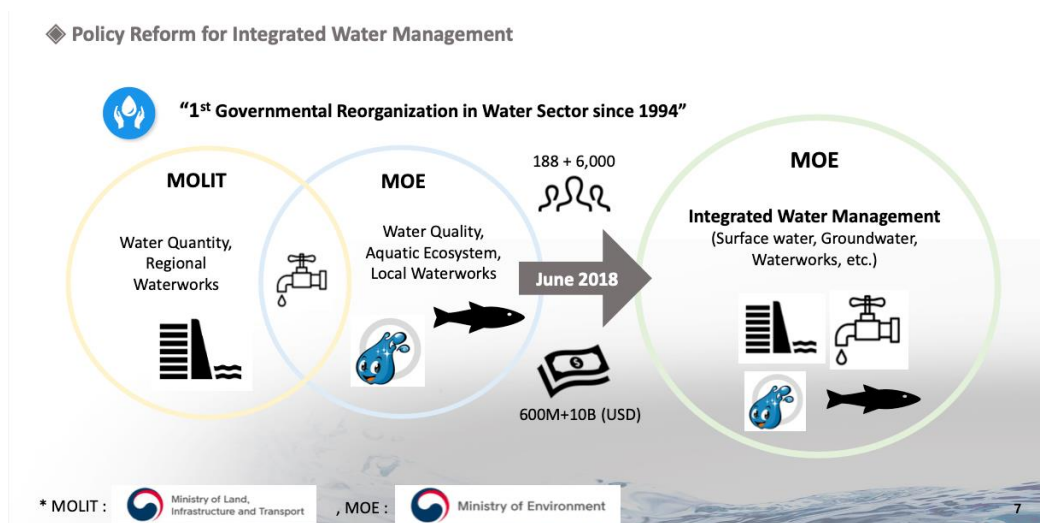 Policy Reform for Integrated Water Management
“1st Governmental Reorganization in Water Sector since 1994”
MOLIT
Water Quantity,
Regional
Waterworks
MOE
Water Quality,
Aquatic Ecosystem,
Local Waterworks
188 + 6,000
June 2018
$
600M+10B (USD)
MOE
Integrated Water Management
(Surface water, Groundwater,
Waterworks, etc.)
* MOLIT :
Ministry of Land,
Infrastructure and Transport
, MOE :
Ministry of Environment
7